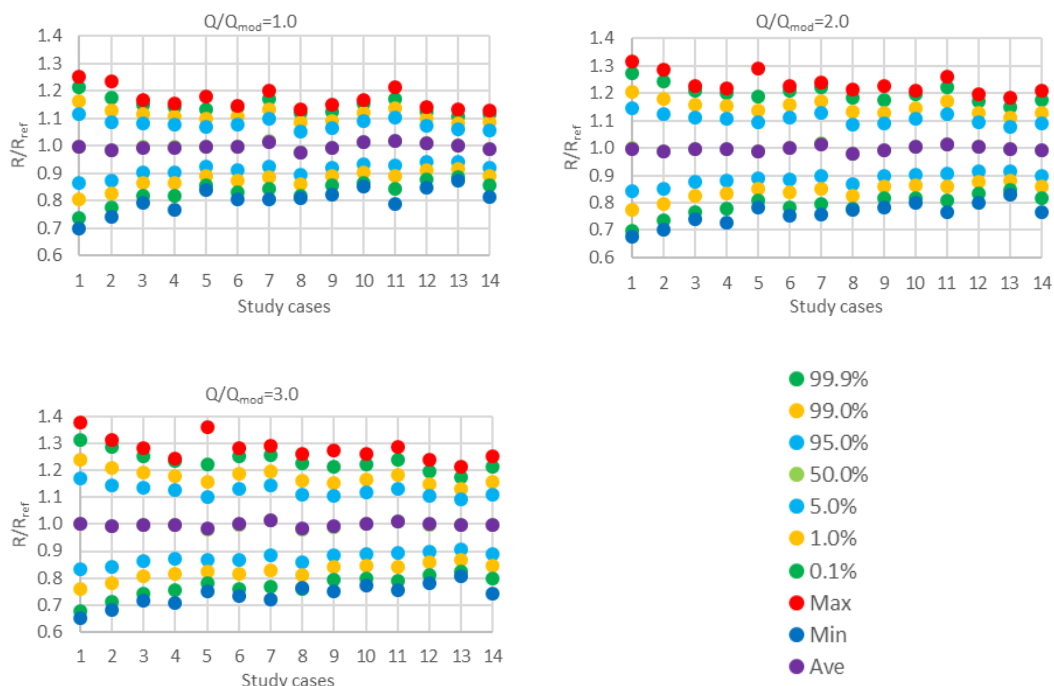 Q/Qmod=1.0
1.4
1.3
1.2
1.1
1.0
0.9
0.8
0.7
0.6
R/Rref
1 2 3 4 5 6 7 8 9 10 11 12 13 14
Study cases
Q/Qmod=2.0
1.4
1.3
1.2
1.1
1.0
0.9
0.8
0.7
0.6
R/Rref
1 2 3 4 5 6 7 8 9 10 11 12 13 14
Study cases
Q/Qmod=3.0
1.4
1.3
1.2
1.1
1.0
0.9
0.8
0.7
0.6
R/Rref
1 2 3 4 5 6 7 8 9 10 11 12 13 14
Study cases
99.9%
99.0%
95.0%
50.0%
5.0%
1.0%
0.1%
Max
Min
Ave